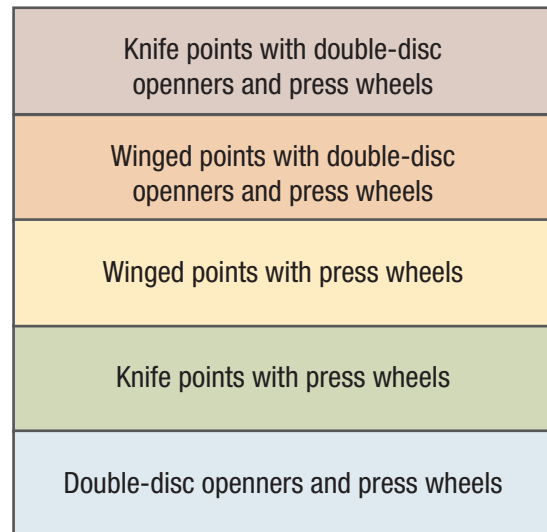 Knife points with double-disc
openners and press wheels
Winged points with double-disc
openners and press wheels
Winged points with press wheels
Knife points with press wheels
Double-disc openners and press wheels